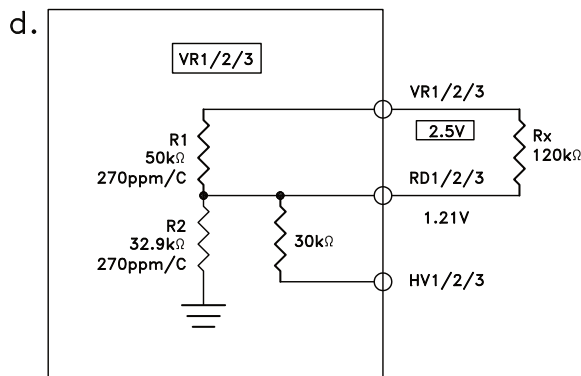 d.
VR1/2/3
VR1/2/3
2.5V
R1
50kΩ
270ppm/C
Rx
120kΩ
RD1/2/3
1.21V
R2
32.9kΩ
270ppm/C
30kΩ
HV1/2/3